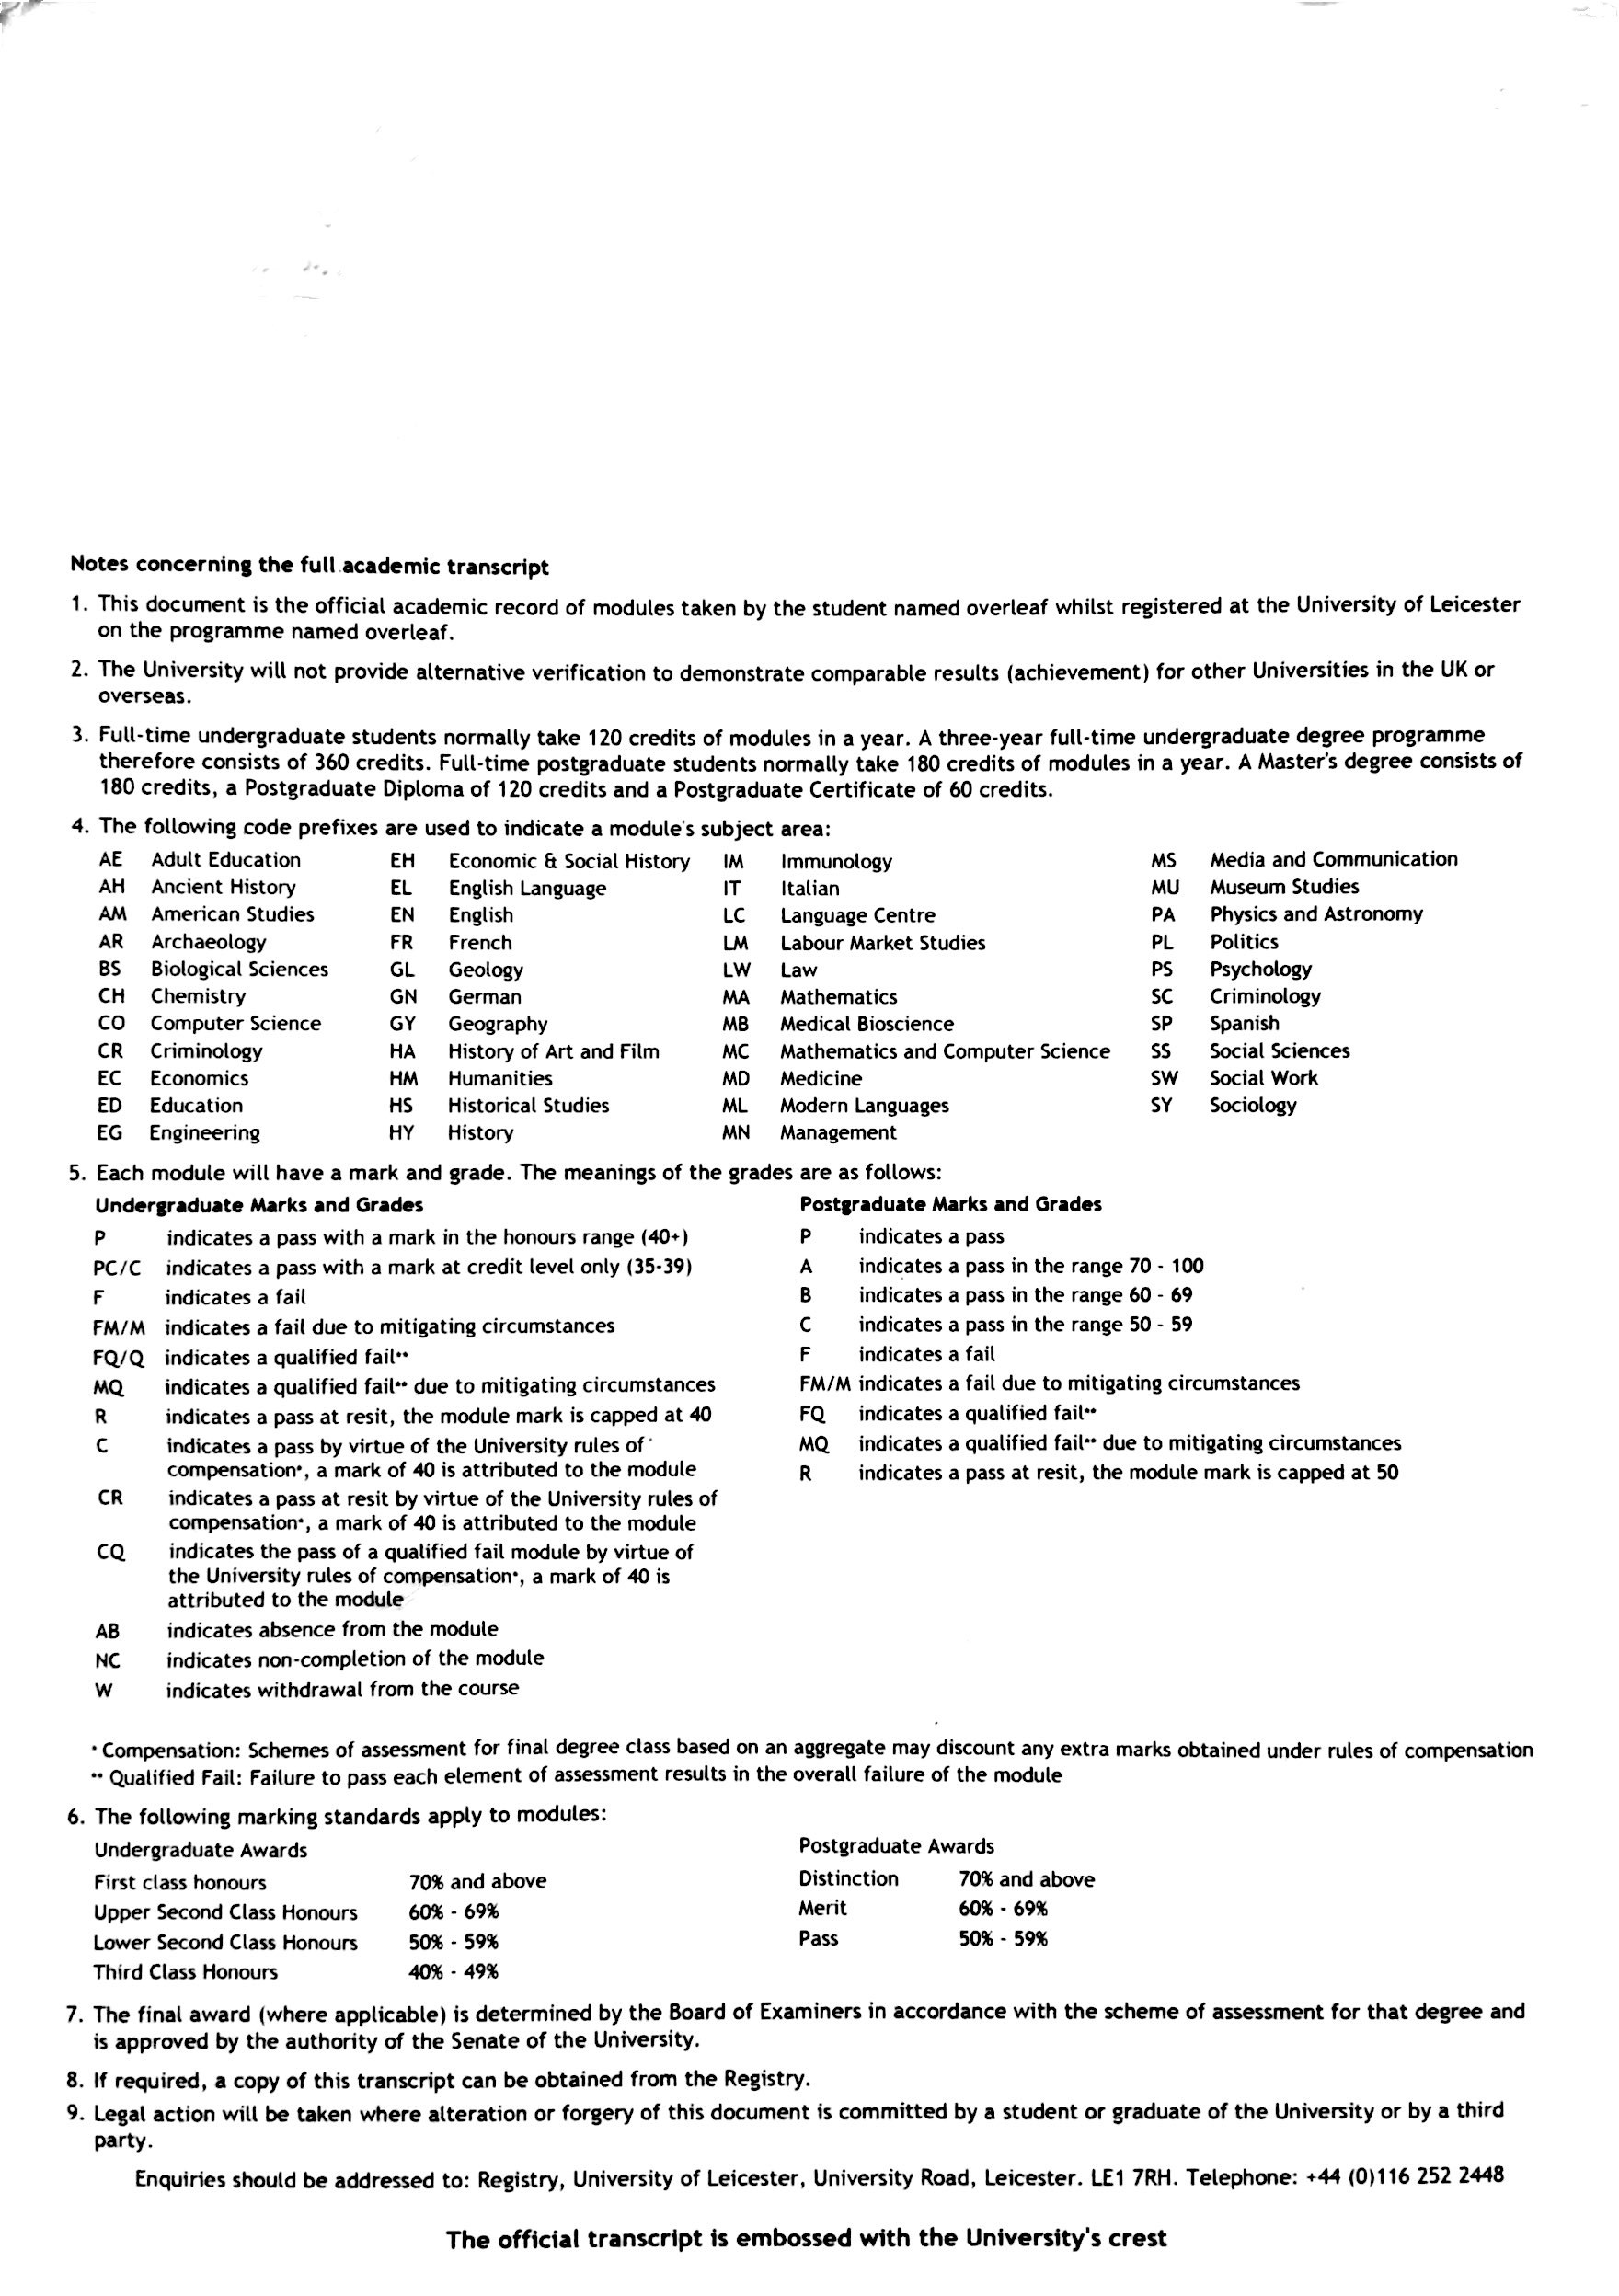 Notes concerning the full academic transcript
1. This document is the official academic record of modules taken by the student named overleaf whilst registered at the University of Leicester
on the programme named overleaf.
2. The University will not provide alternative verification to demonstrate comparable results (achievement) for other Universities in the UK or
overseas.
3. Full-time undergraduate students normally take 120 credits of modules in a year. A three-year full-time undergraduate degree programme
therefore consists of 360 credits. Full-time postgraduate students normally take 180 credits of modules in a year. A Master's degree consists of
180 credits, a Postgraduate Diploma of 120 credits and a Postgraduate Certificate of 60 credits.
4. The following code prefixes are used to indicate a module's subject area:
AE Adult Education EH Economic & Social History IM Immunology MS Media and Communication
AH Ancient History EL English Language IT Italian MU Museum Studies
AM American Studies EN English LC Language Centre PA Physics and Astronomy
AR Archaeology FR French LM Labour Market Studies PL Politics
BS Biological Sciences GL Geology LW Law PS Psychology
CH Chemistry GN German MA Mathematics SC Criminology
CO Computer Science GY Geography MB Medical Bioscience SP Spanish
CR Criminology HA History of Art and Film MC Mathematics and Computer Science SS Social Sciences
EC Economics HM Humanities MD Medicine SW Social Work
ED Education HS Historical Studies ML Modern Languages SY Sociology
EG Engineering HY History MN Management
5. Each module will have a mark and grade. The meanings of the grades are as follows:
Undergraduate Marks and Grades
P indicates a pass with a mark in the honours range (40+)
PC/C indicates a pass with a mark at credit level only (35-39)
F indicates a fail
FM/M indicates a fail due to mitigating circumstances
FQ/Q indicates a qualified fail**
MQ indicates a qualified fail** due to mitigating circumstances
R indicates a pass at resit, the module mark is capped at 40
C indicates a pass by virtue of the University rules of
compensation*, a mark of 40 is attributed to the module
CR indicates a pass at resit by virtue of the University rules of
compensation*, a mark of 40 is attributed to the module
CQ indicates the pass of a qualified fail module by virtue of
the University rules of compensation*, a mark of 40 is
attributed to the module
AB indicates absence from the module
NC indicates non-completion of the module
W indicates withdrawal from the course
Postgraduate Marks and Grades
P indicates a pass
A indicates a pass in the range 70 - 100
B indicates a pass in the range 60 - 69
C indicates a pass in the range 50 - 59
F indicates a fail
FM/M indicates a fail due to mitigating circumstances
FQ indicates a qualified fail**
MQ indicates a qualified fail** due to mitigating circumstances
R indicates a pass at resit, the module mark is capped at 50
* Compensation: Schemes of assessment for final degree class based on an aggregate may discount any extra marks obtained under rules of compensation
** Qualified Fail: Failure to pass each element of assessment results in the overall failure of the module
6. The following marking standards apply to modules:
Undergraduate Awards
First class honours 70% and above
Upper Second Class Honours 60% - 69%
Lower Second Class Honours 50% - 59%
Third Class Honours 40% - 49%
Postgraduate Awards
Distinction 70% and above
Merit 60% - 69%
Pass 50% - 59%
7. The final award (where applicable) is determined by the Board of Examiners in accordance with the scheme of assessment for that degree and
is approved by the authority of the Senate of the University.
8. If required, a copy of this transcript can be obtained from the Registry.
9. Legal action will be taken where alteration or forgery of this document is committed by a student or graduate of the University or by a third
party.
Enquiries should be addressed to: Registry, University of Leicester, University Road, Leicester. LE1 7RH. Telephone: +44 (0)116 252 2448
The official transcript is embossed with the University's crest